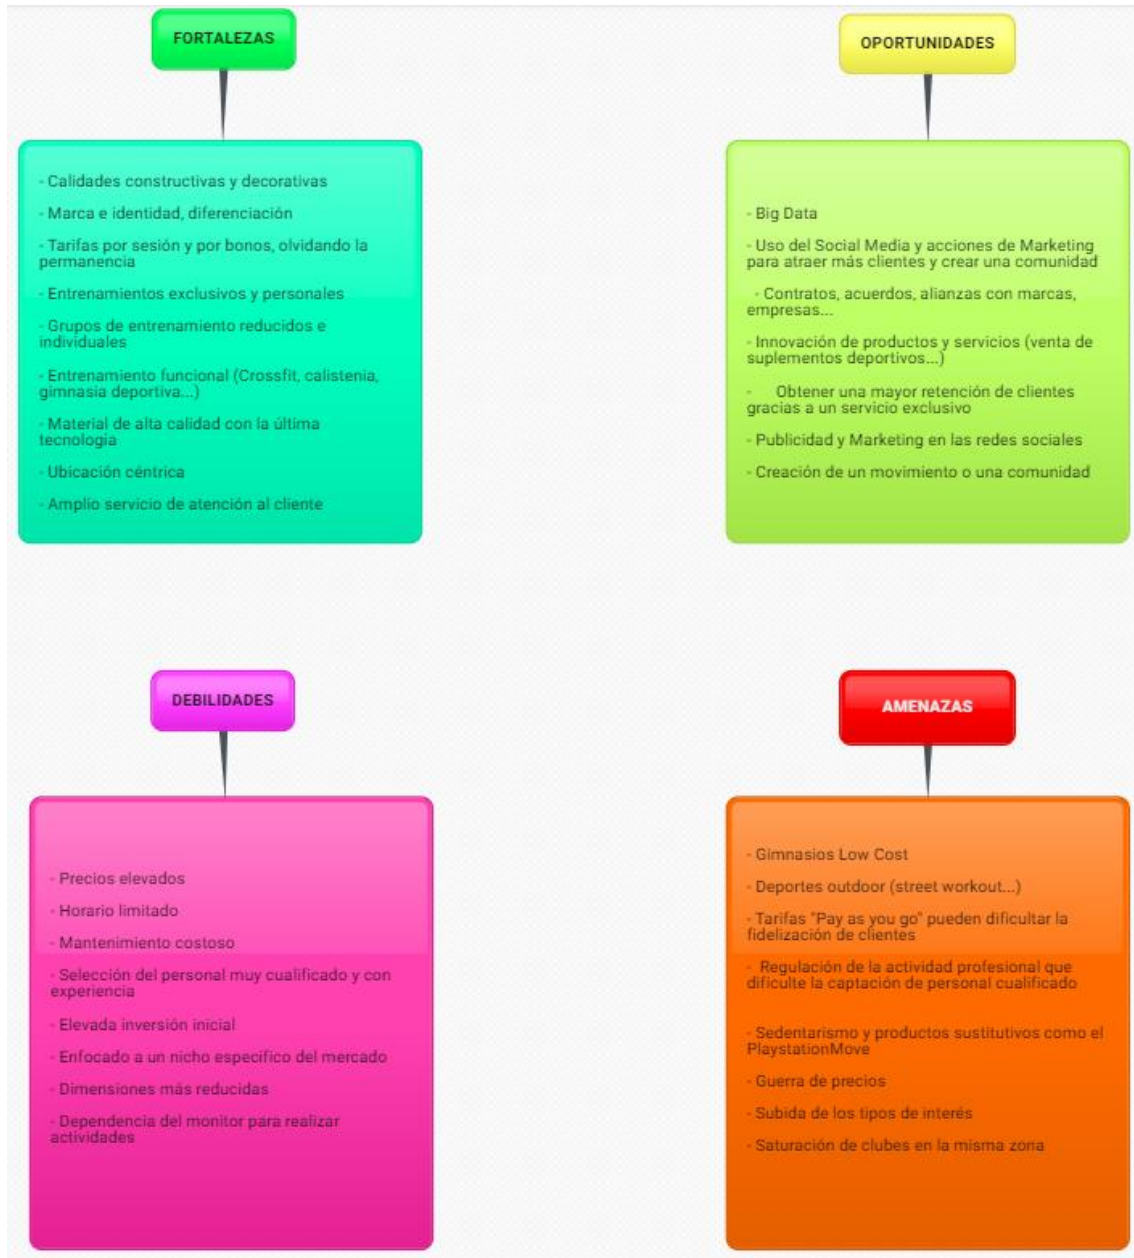 FORTALEZAS
- Calidades constructivas y decorativas
- Marca e identidad, diferenciación
- Tarifas por sesión y por bonos, olvidando la
permanencia
- Entrenamientos exclusivos y personales
- Grupos de entrenamiento reducidos e
individuales
- Entrenamiento funcional (Crossfit, calistenia,
gimnasia deportiva...)
- Material de alta calidad con la última
tecnología
- Ubicación céntrica
- Amplio servicio de atención al cliente
OPORTUNIDADES
- Big Data
- Uso del Social Media y acciones de Marketing
para atraer más clientes y crear una comunidad
- Contratos, acuerdos, alianzas con marcas,
empresas...
- Innovación de productos y servicios (venta de
suplementos deportivos...)
- Obtener una mayor retención de clientes
gracias a un servicio exclusivo
- Publicidad y Marketing en las redes sociales
- Creación de un movimiento o una comunidad
DEBILIDADES
- Precios elevados
- Horario limitado
- Mantenimiento costoso
- Selección del personal muy cualificado y con
experiencia
- Elevada inversión inicial
- Enfocado a un nicho específico del mercado
- Dimensiones más reducidas
- Dependencia del monitor para realizar
actividades
AMENAZAS
- Gimnasios Low Cost
- Deportes outdoor (street workout...)
- Tarifas "Pay as you go" pueden dificultar la
fidelización de clientes
- Regulación de la actividad profesional que
dificulte la captación de personal cualificado
- Sedentarismo y productos sustitutivos como el
PlaystationMove
- Guerra de precios
- Subida de los tipos de interés
- Saturación de clubes en la misma zona